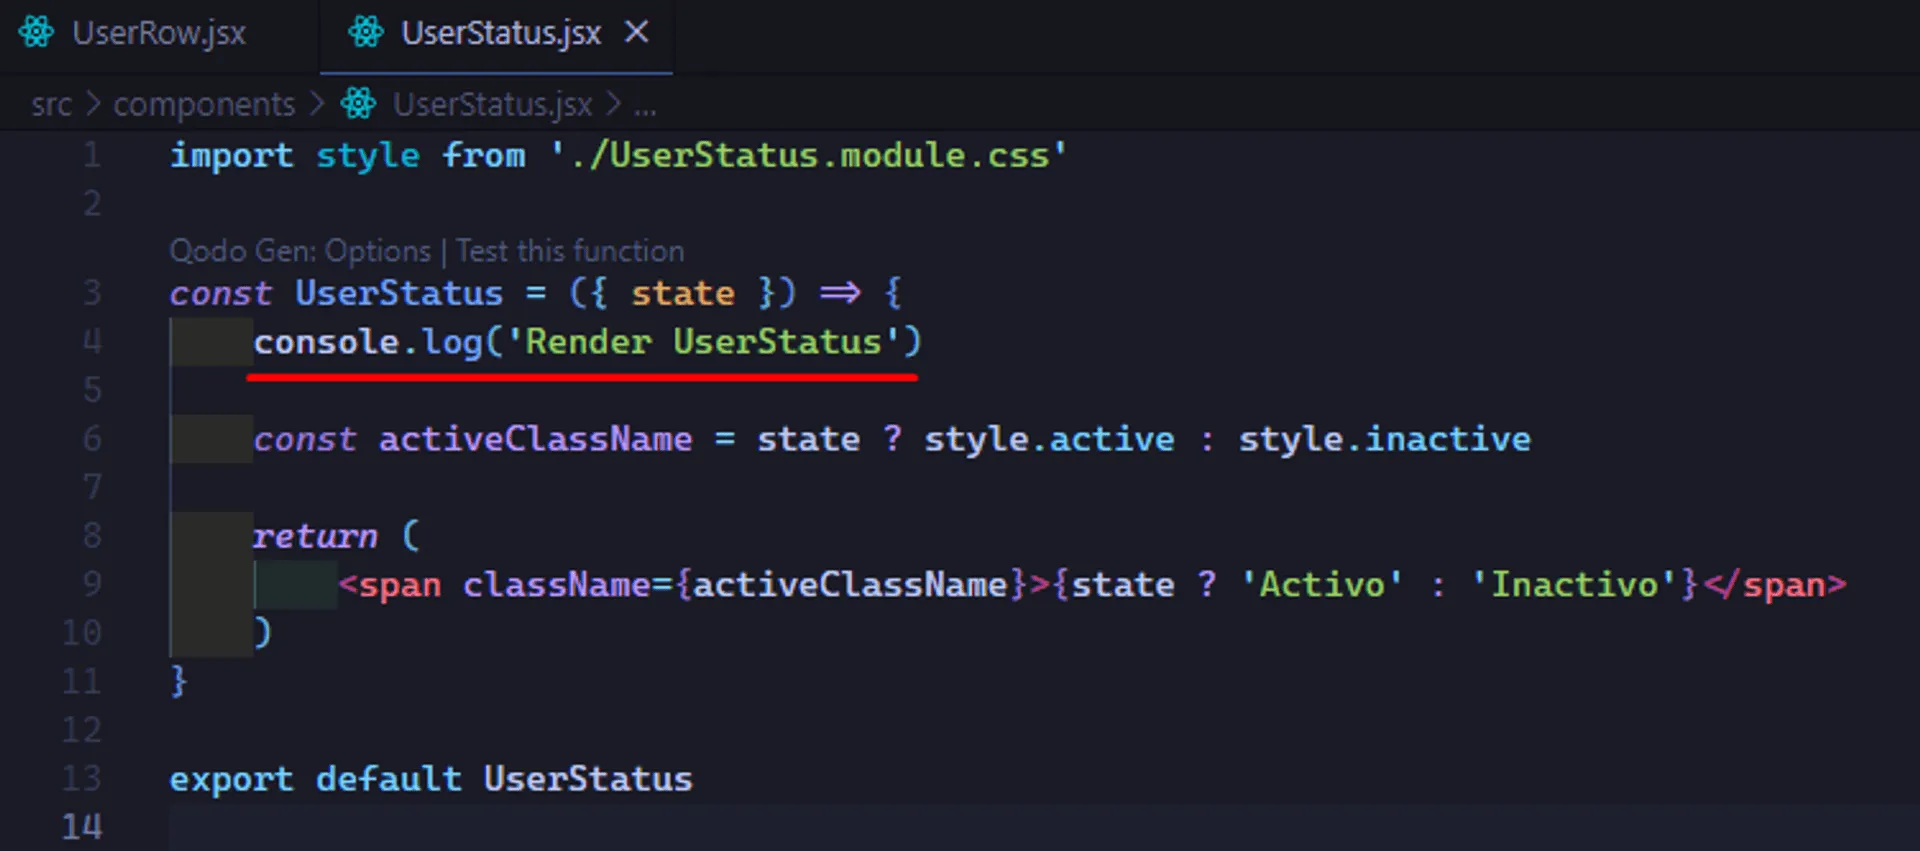 UserRow.jsx UserStatus.jsx ×
src > components > UserStatus.jsx > ...
1 import style from './UserStatus.module.css'
2
Qodo Gen: Options | Test this function
3 const UserStatus = ({ state }) => {
4 console.log('Render UserStatus')
5
6 const activeClassName = state ? style.active : style.inactive
7
8 return (
9 <span className={activeClassName}>{state ? 'Activo' : 'Inactivo'}</span>
10 )
11 }
12
13 export default UserStatus
14